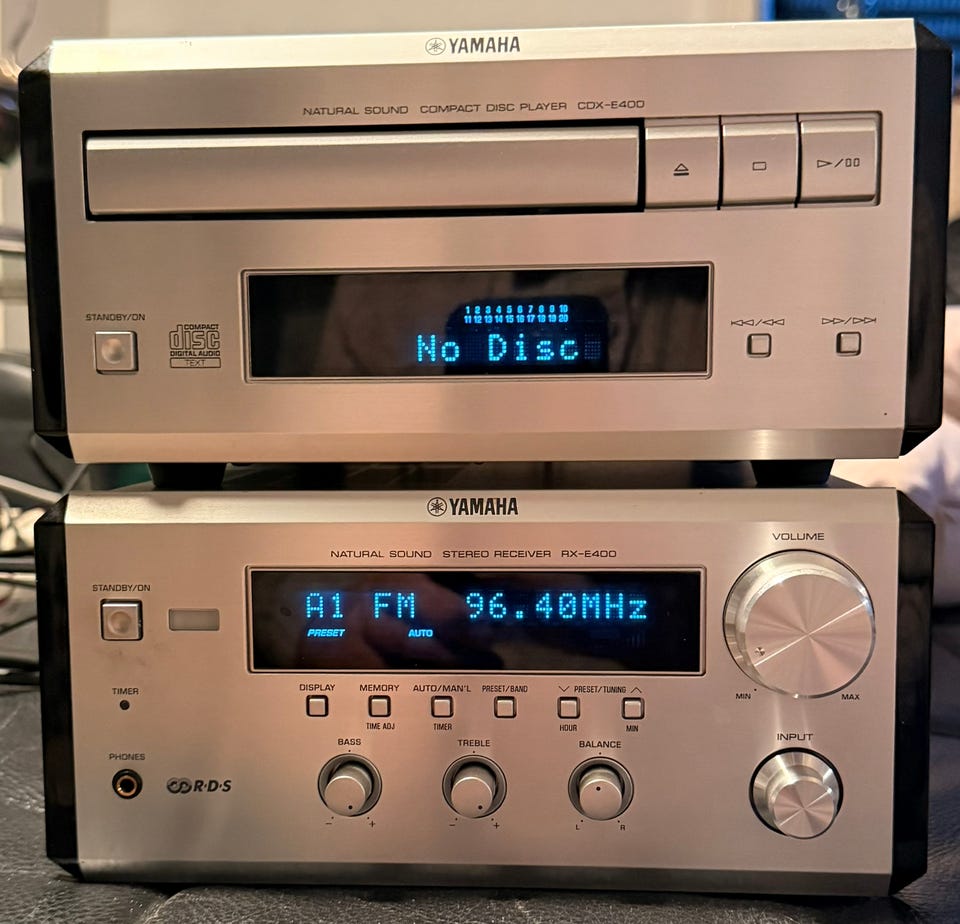 YAMAHA
NATURAL SOUND COMPACT DISC PLAYER CDX-E400
STANDBY/ON
COMPACT
disc
DIGITAL AUDIO
TEXT
1 2 3 4 5 6 7 8 9 10
11 12 13 14 15 16 17 18 19 20
No Disc
YAMAHA
NATURAL SOUND STEREO RECEIVER RX-E400
VOLUME
STANDBY/ON
A1 FM 96.40MHz
PRESET AUTO
MIN MAX
DISPLAY MEMORY AUTO/MAN'L PRESET/BAND PRESET/TUNING
TIME ADJ TIMER HOUR MIN
TIMER
PHONES
R·D·S
BASS TREBLE BALANCE
- + - + L R
INPUT